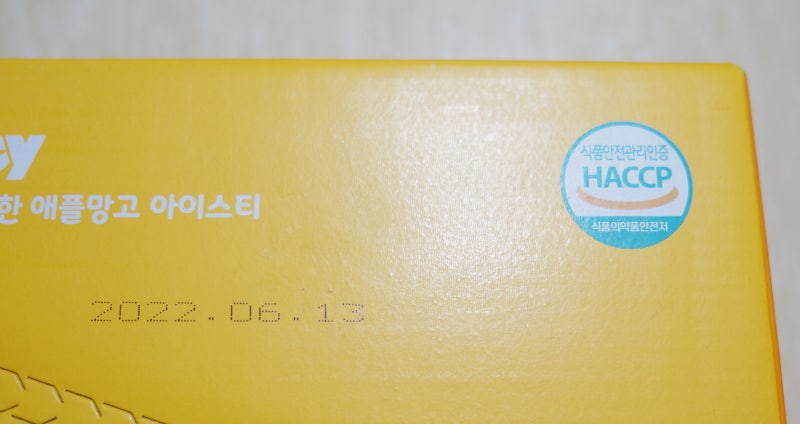 한 애플망고 아이스티
식품안전관리인증
HACCP
식품의약품안전처
2022.06.13